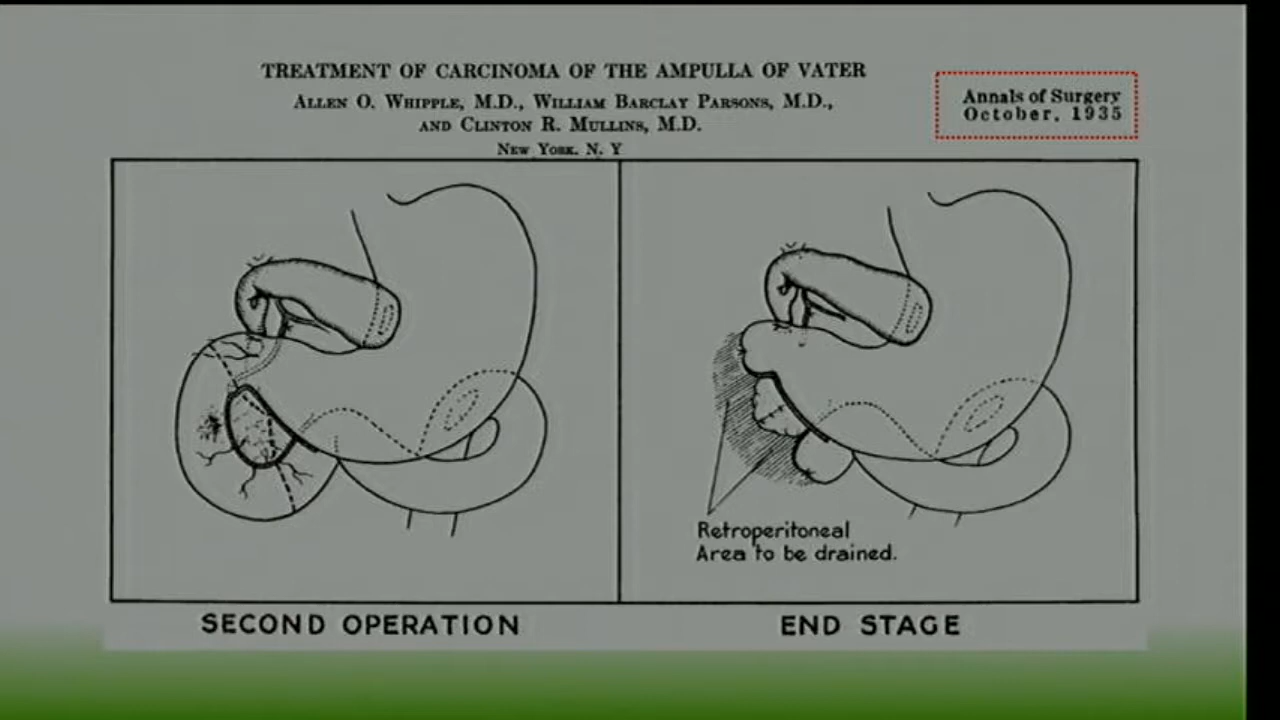 TREATMENT OF CARCINOMA OF THE AMPULLA OF VATER
ALLEN O. WHIPPLE, M.D., WILLIAM BARCLAY PARSONS, M.D.,
AND CLINTON R. MULLINS, M.D.
NEW YORK. N. Y
Annals of Surgery
October, 1935
Retroperitoneal
Area to be drained.
SECOND OPERATION
END STAGE